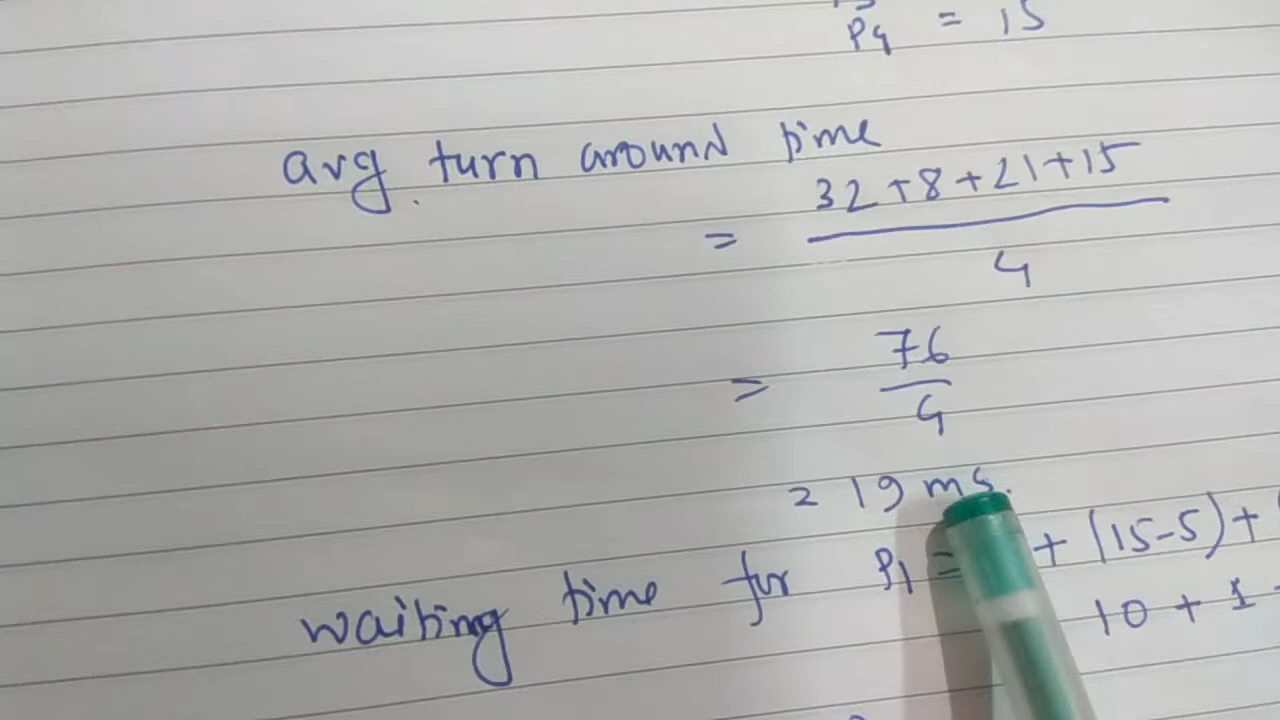 P4 = 15
avg turn around time
= 32+8+21+15
4
= 76
4
= 19 ms.
waiting time for P1 = + (15-5) +
10 + 1